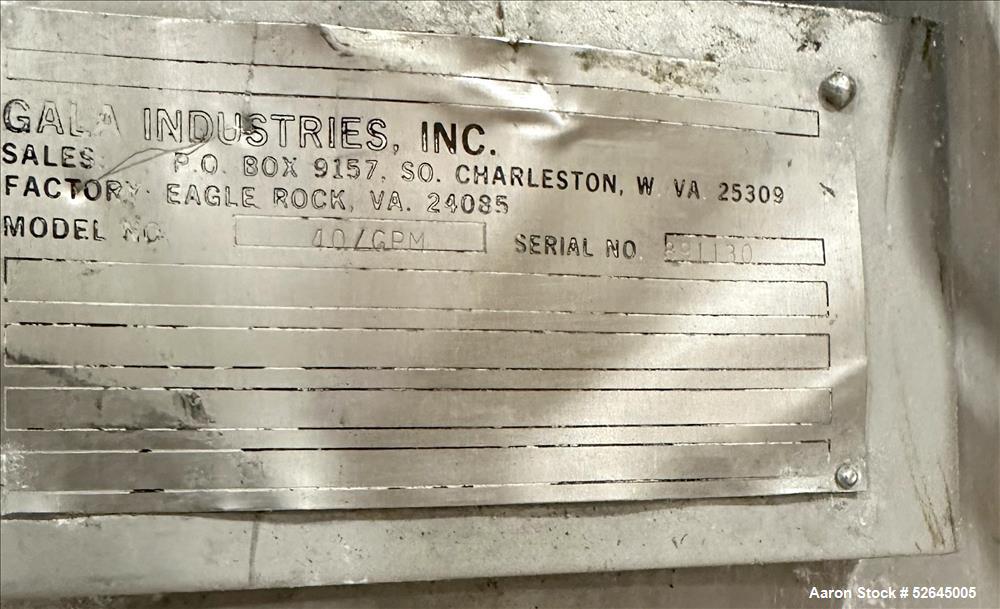 GALA INDUSTRIES, INC.
SALES: P.O. BOX 9157, SO. CHARLESTON, W. VA. 25309
FACTORY: EAGLE ROCK, VA. 24085
MODEL NO. 40/GPM SERIAL NO.
Aaron Stock # 52645005